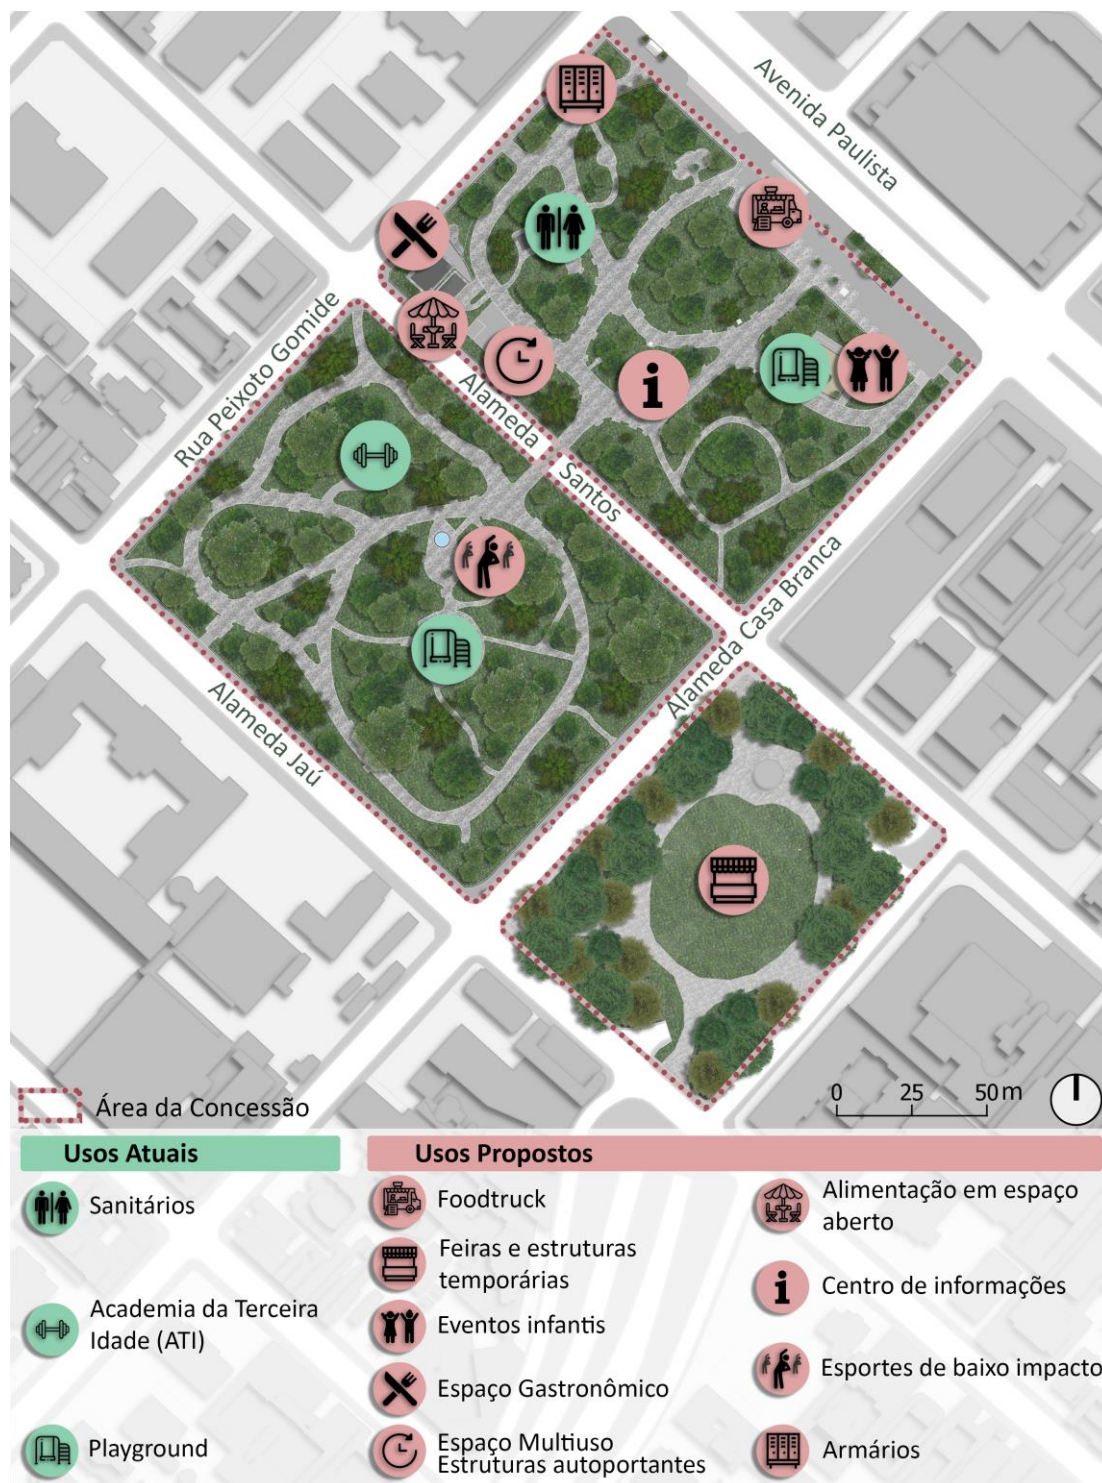 Avenida Paulista
Rua Peixoto Gomide
Alameda
Santos
Alameda Casa Branca
Alameda Jaú
0 25 50 m
Área da Concessão
Usos Atuais
Usos Propostos
Sanitários
Academia da Terceira
Idade (ATI)
Playground
Foodtruck
Feiras e estruturas
temporárias
Eventos infantis
Espaço Gastronômico
Espaço Multiuso
Estruturas autoportantes
Alimentação em espaço
aberto
Centro de informações
Esportes de baixo impacto
Armários